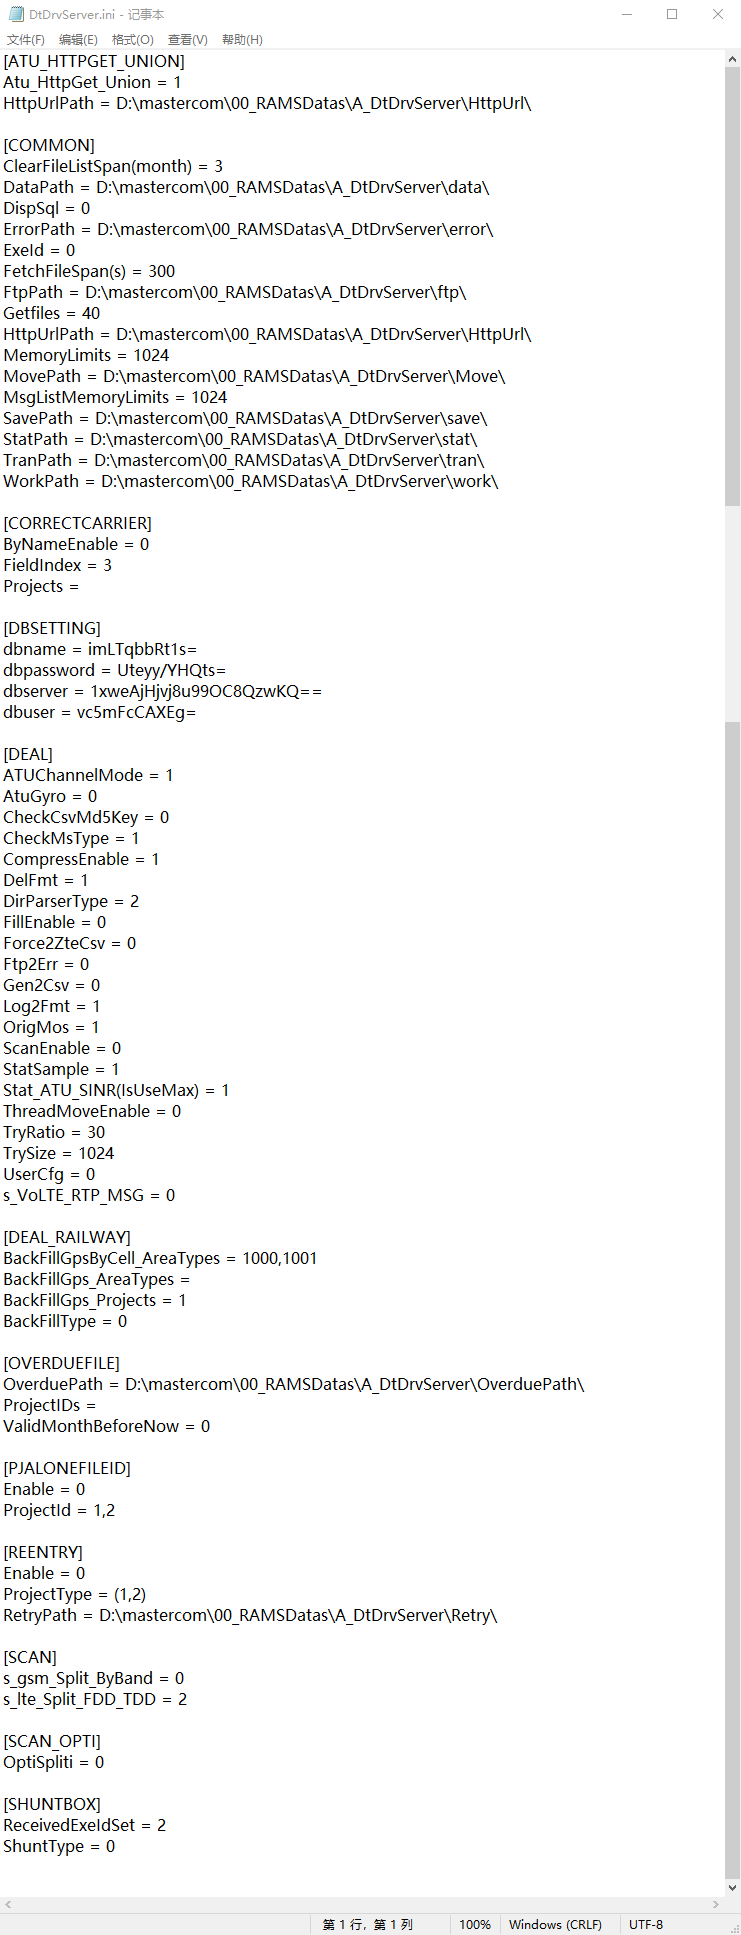 DtDrvServer.ini - 记事本
文件(F) 编辑(E) 格式(O) 查看(V) 帮助(H)
[ATU_HTTPGET_UNION]
Atu_HttpGet_Union = 1
HttpUrlPath = D:\mastercom\00_RAMSDatas\A_DtDrvServer\HttpUrl\
[COMMON]
ClearFileListSpan(month) = 3
DataPath = D:\mastercom\00_RAMSDatas\A_DtDrvServer\data\
DispSql = 0
ErrorPath = D:\mastercom\00_RAMSDatas\A_DtDrvServer\error\
ExeId = 0
FetchFileSpan(s) = 300
FtpPath = D:\mastercom\00_RAMSDatas\A_DtDrvServer\ftp\
Getfiles = 40
HttpUrlPath = D:\mastercom\00_RAMSDatas\A_DtDrvServer\HttpUrl\
MemoryLimits = 1024
MovePath = D:\mastercom\00_RAMSDatas\A_DtDrvServer\Move\
MsgListMemoryLimits = 1024
SavePath = D:\mastercom\00_RAMSDatas\A_DtDrvServer\save\
StatPath = D:\mastercom\00_RAMSDatas\A_DtDrvServer\stat\
TranPath = D:\mastercom\00_RAMSDatas\A_DtDrvServer\tran\
WorkPath = D:\mastercom\00_RAMSDatas\A_DtDrvServer\work\
[CORRECTCARRIER]
ByNameEnable = 0
FieldIndex = 3
Projects =
[DBSETTING]
dbname = imLTqbbRt1s=
dbpassword = Uteyy/YHQts=
dbserver = 1xweAjHjvj8u99OC8QzwKQ==
dbuser = vc5mFcCAXEg=
[DEAL]
ATUChannelMode = 1
AtuGyro = 0
CheckCsvMd5Key = 0
CheckMsType = 1
CompressEnable = 1
DelFmt = 1
DirParserType = 2
FillEnable = 0
Force2ZteCsv = 0
Ftp2Err = 0
Gen2Csv = 0
Log2Fmt = 1
OrigMos = 1
ScanEnable = 0
StatSample = 1
Stat_ATU_SINR(IsUseMax) = 1
ThreadMoveEnable = 0
TryRatio = 30
TrySize = 1024
UserCfg = 0
s_VoLTE_RTP_MSG = 0
[DEAL_RAILWAY]
BackFillGpsByCell_AreaTypes = 1000,1001
BackFillGps_AreaTypes =
BackFillGps_Projects = 1
BackFillType = 0
[OVERDUEFILE]
OverduePath = D:\mastercom\00_RAMSDatas\A_DtDrvServer\OverduePath\
ProjectIDs =
ValidMonthBeforeNow = 0
[PJALONEFILEID]
Enable = 0
ProjectId = 1,2
[REENTRY]
Enable = 0
ProjectType = (1,2)
RetryPath = D:\mastercom\00_RAMSDatas\A_DtDrvServer\Retry\
[SCAN]
s_gsm_Split_ByBand = 0
s_lte_Split_FDD_TDD = 2
[SCAN_OPTI]
OptiSpliti = 0
[SHUNTBOX]
ReceivedExeIdSet = 2
ShuntType = 0
第 1 行，第 1 列 100% Windows (CRLF) UTF-8